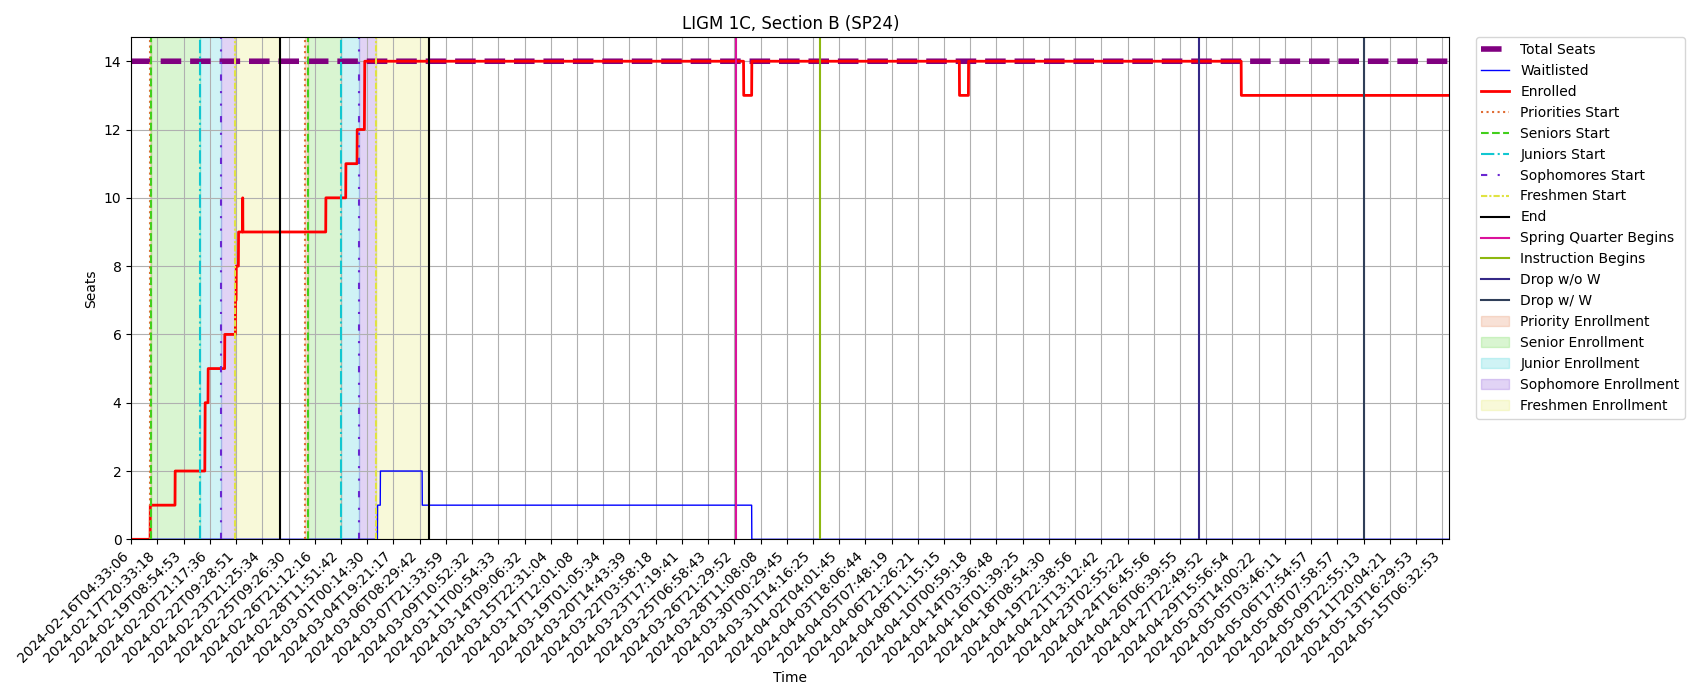 LIGM 1C, Section B (SP24)
Seats
14
12
10
8
6
4
2
0
2024-02-16T04:33:06
2024-02-17T20:33:18
2024-02-19T08:54:53
2024-02-20T21:17:36
2024-02-22T09:28:51
2024-02-23T21:25:34
2024-02-25T09:26:30
2024-02-26T21:12:16
2024-02-28T11:51:42
2024-03-01T00:14:30
2024-03-04T19:21:17
2024-03-06T08:29:42
2024-03-07T21:33:59
2024-03-09T10:52:32
2024-03-11T00:54:33
2024-03-14T09:06:32
2024-03-15T22:31:04
2024-03-17T12:01:08
2024-03-19T01:05:34
2024-03-20T14:43:39
2024-03-22T03:58:18
2024-03-23T17:19:41
2024-03-25T06:58:43
2024-03-26T21:29:52
2024-03-28T11:08:08
2024-03-30T00:29:45
2024-03-31T14:16:25
2024-04-02T04:01:45
2024-04-03T18:06:44
2024-04-05T07:48:19
2024-04-06T21:26:21
2024-04-08T11:15:15
2024-04-10T00:59:18
2024-04-14T03:36:48
2024-04-16T01:39:25
2024-04-18T08:54:30
2024-04-19T22:38:56
2024-04-21T13:12:42
2024-04-23T02:55:22
2024-04-24T16:45:56
2024-04-26T06:39:55
2024-04-27T22:49:52
2024-04-29T15:56:54
2024-05-03T14:00:22
2024-05-05T03:46:11
2024-05-06T17:54:57
2024-05-08T07:58:57
2024-05-09T22:55:13
2024-05-11T20:04:21
2024-05-13T16:29:53
2024-05-15T06:32:53
Time
Total Seats
Waitlisted
Enrolled
Priorities Start
Seniors Start
Juniors Start
Sophomores Start
Freshmen Start
End
Spring Quarter Begins
Instruction Begins
Drop w/o W
Drop w/ W
Priority Enrollment
Senior Enrollment
Junior Enrollment
Sophomore Enrollment
Freshmen Enrollment